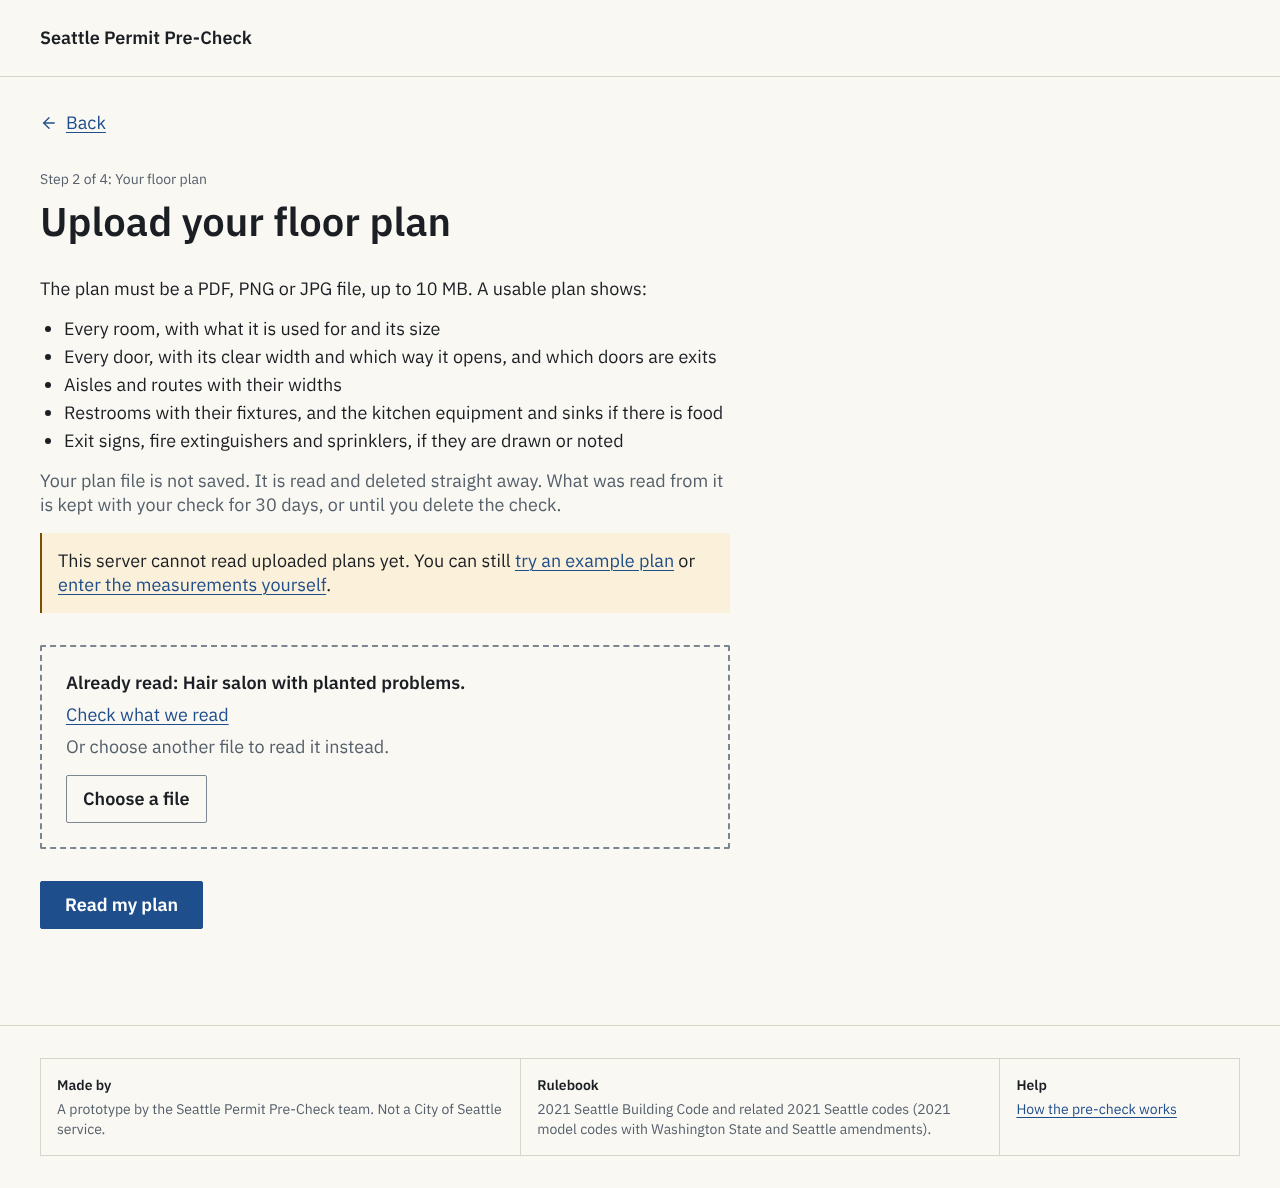 Seattle Permit Pre-Check
Back
Step 2 of 4: Your floor plan
Upload your floor plan
The plan must be a PDF, PNG or JPG file, up to 10 MB. A usable plan shows:
Every room, with what it is used for and its size
Every door, with its clear width and which way it opens, and which doors are exits
Aisles and routes with their widths
Restrooms with their fixtures, and the kitchen equipment and sinks if there is food
Exit signs, fire extinguishers and sprinklers, if they are drawn or noted
Your plan file is not saved. It is read and deleted straight away. What was read from it
is kept with your check for 30 days, or until you delete the check.
This server cannot read uploaded plans yet. You can still try an example plan or
enter the measurements yourself.
Already read: Hair salon with planted problems.
Check what we read
Or choose another file to read it instead.
Choose a file
Read my plan
Made by
A prototype by the Seattle Permit Pre-Check team. Not a City of Seattle
service.
Rulebook
2021 Seattle Building Code and related 2021 Seattle codes (2021
model codes with Washington State and Seattle amendments).
Help
How the pre-check works